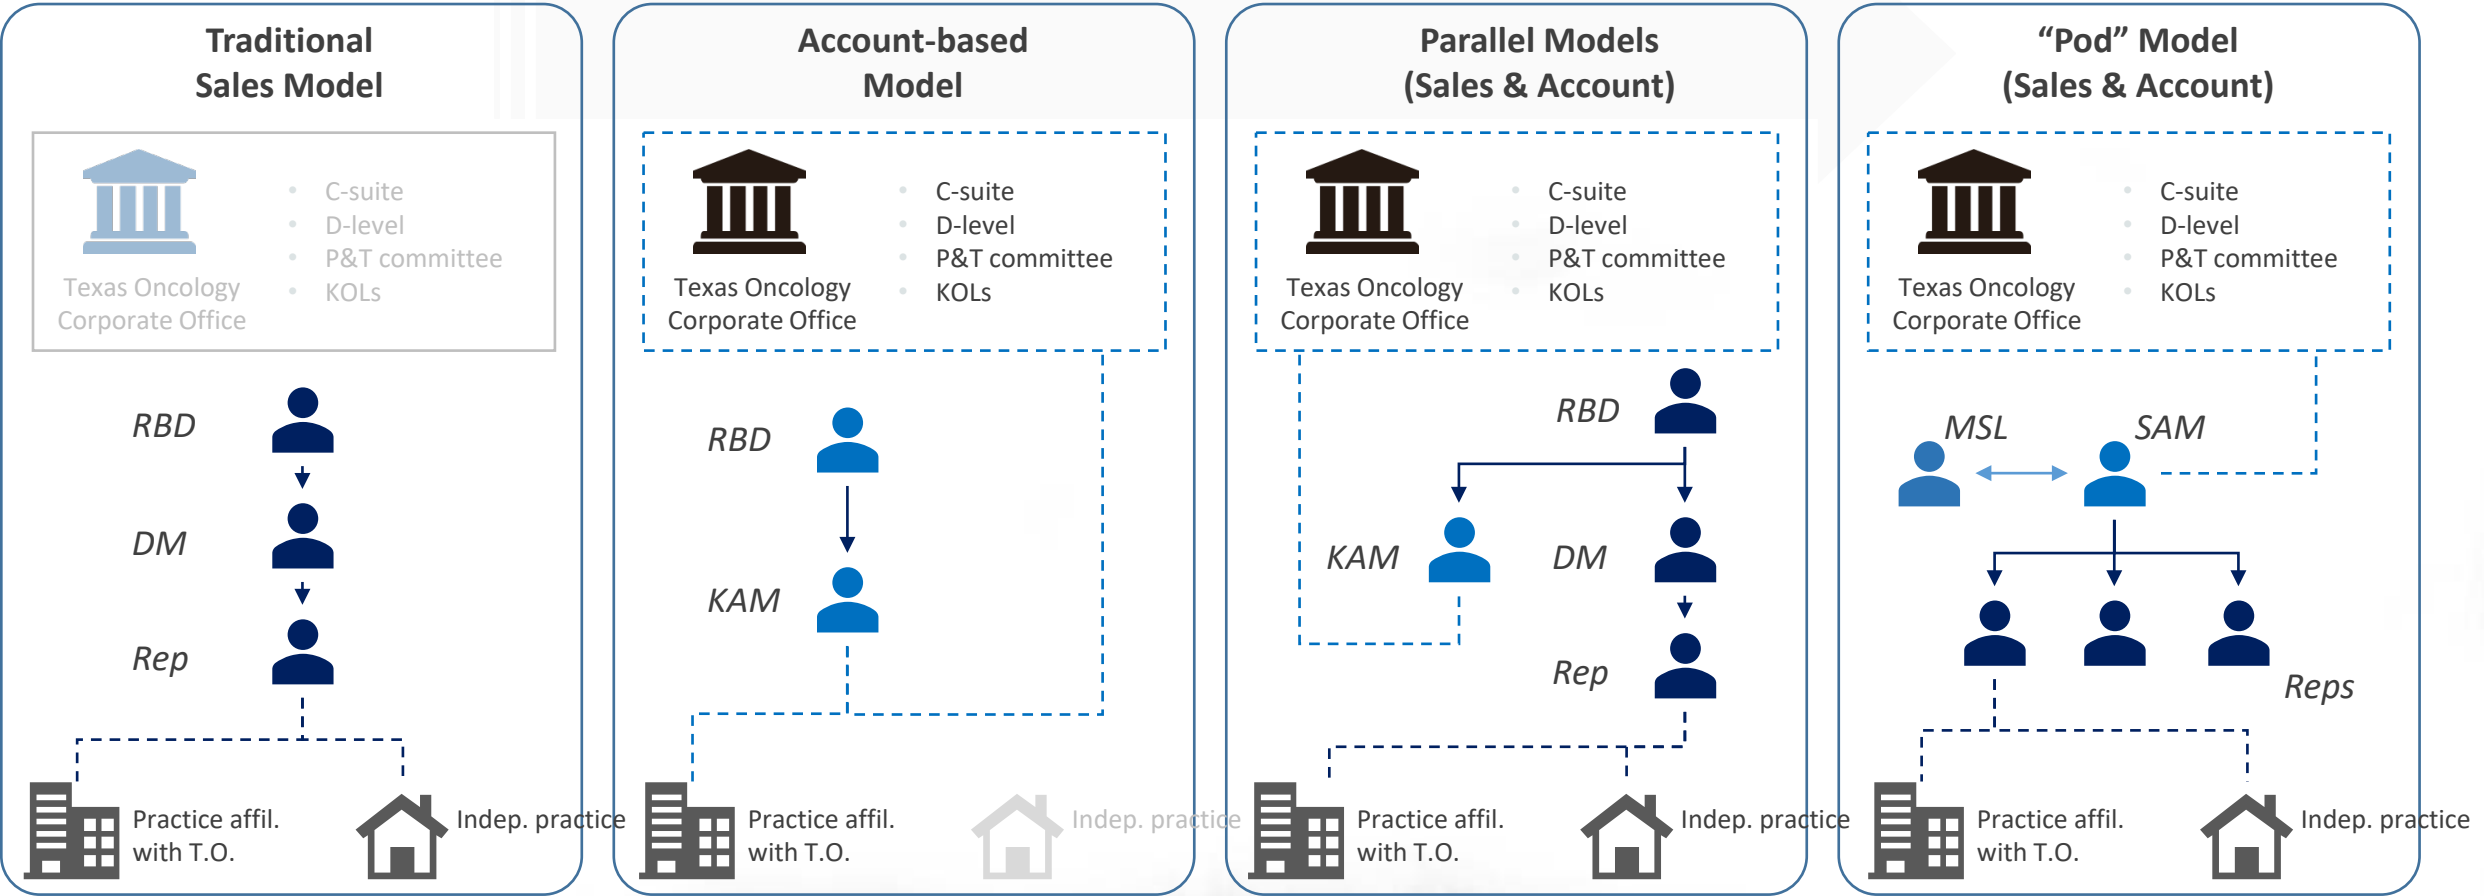 Traditional
Sales Model
Texas Oncology
Corporate Office
• C-suite
• D-level
• P&T committee
• KOLs
RBD
DM
Rep
Practice affil.
with T.O.
Indep. practice
Account-based
Model
Texas Oncology
Corporate Office
• C-suite
• D-level
• P&T committee
• KOLs
RBD
KAM
Practice affil.
with T.O.
Indep. practice
Parallel Models
(Sales & Account)
Texas Oncology
Corporate Office
• C-suite
• D-level
• P&T committee
• KOLs
RBD
KAM
DM
Rep
Practice affil.
with T.O.
Indep. practice
“Pod” Model
(Sales & Account)
Texas Oncology
Corporate Office
• C-suite
• D-level
• P&T committee
• KOLs
MSL
SAM
Reps
Practice affil.
with T.O.
Indep. practice